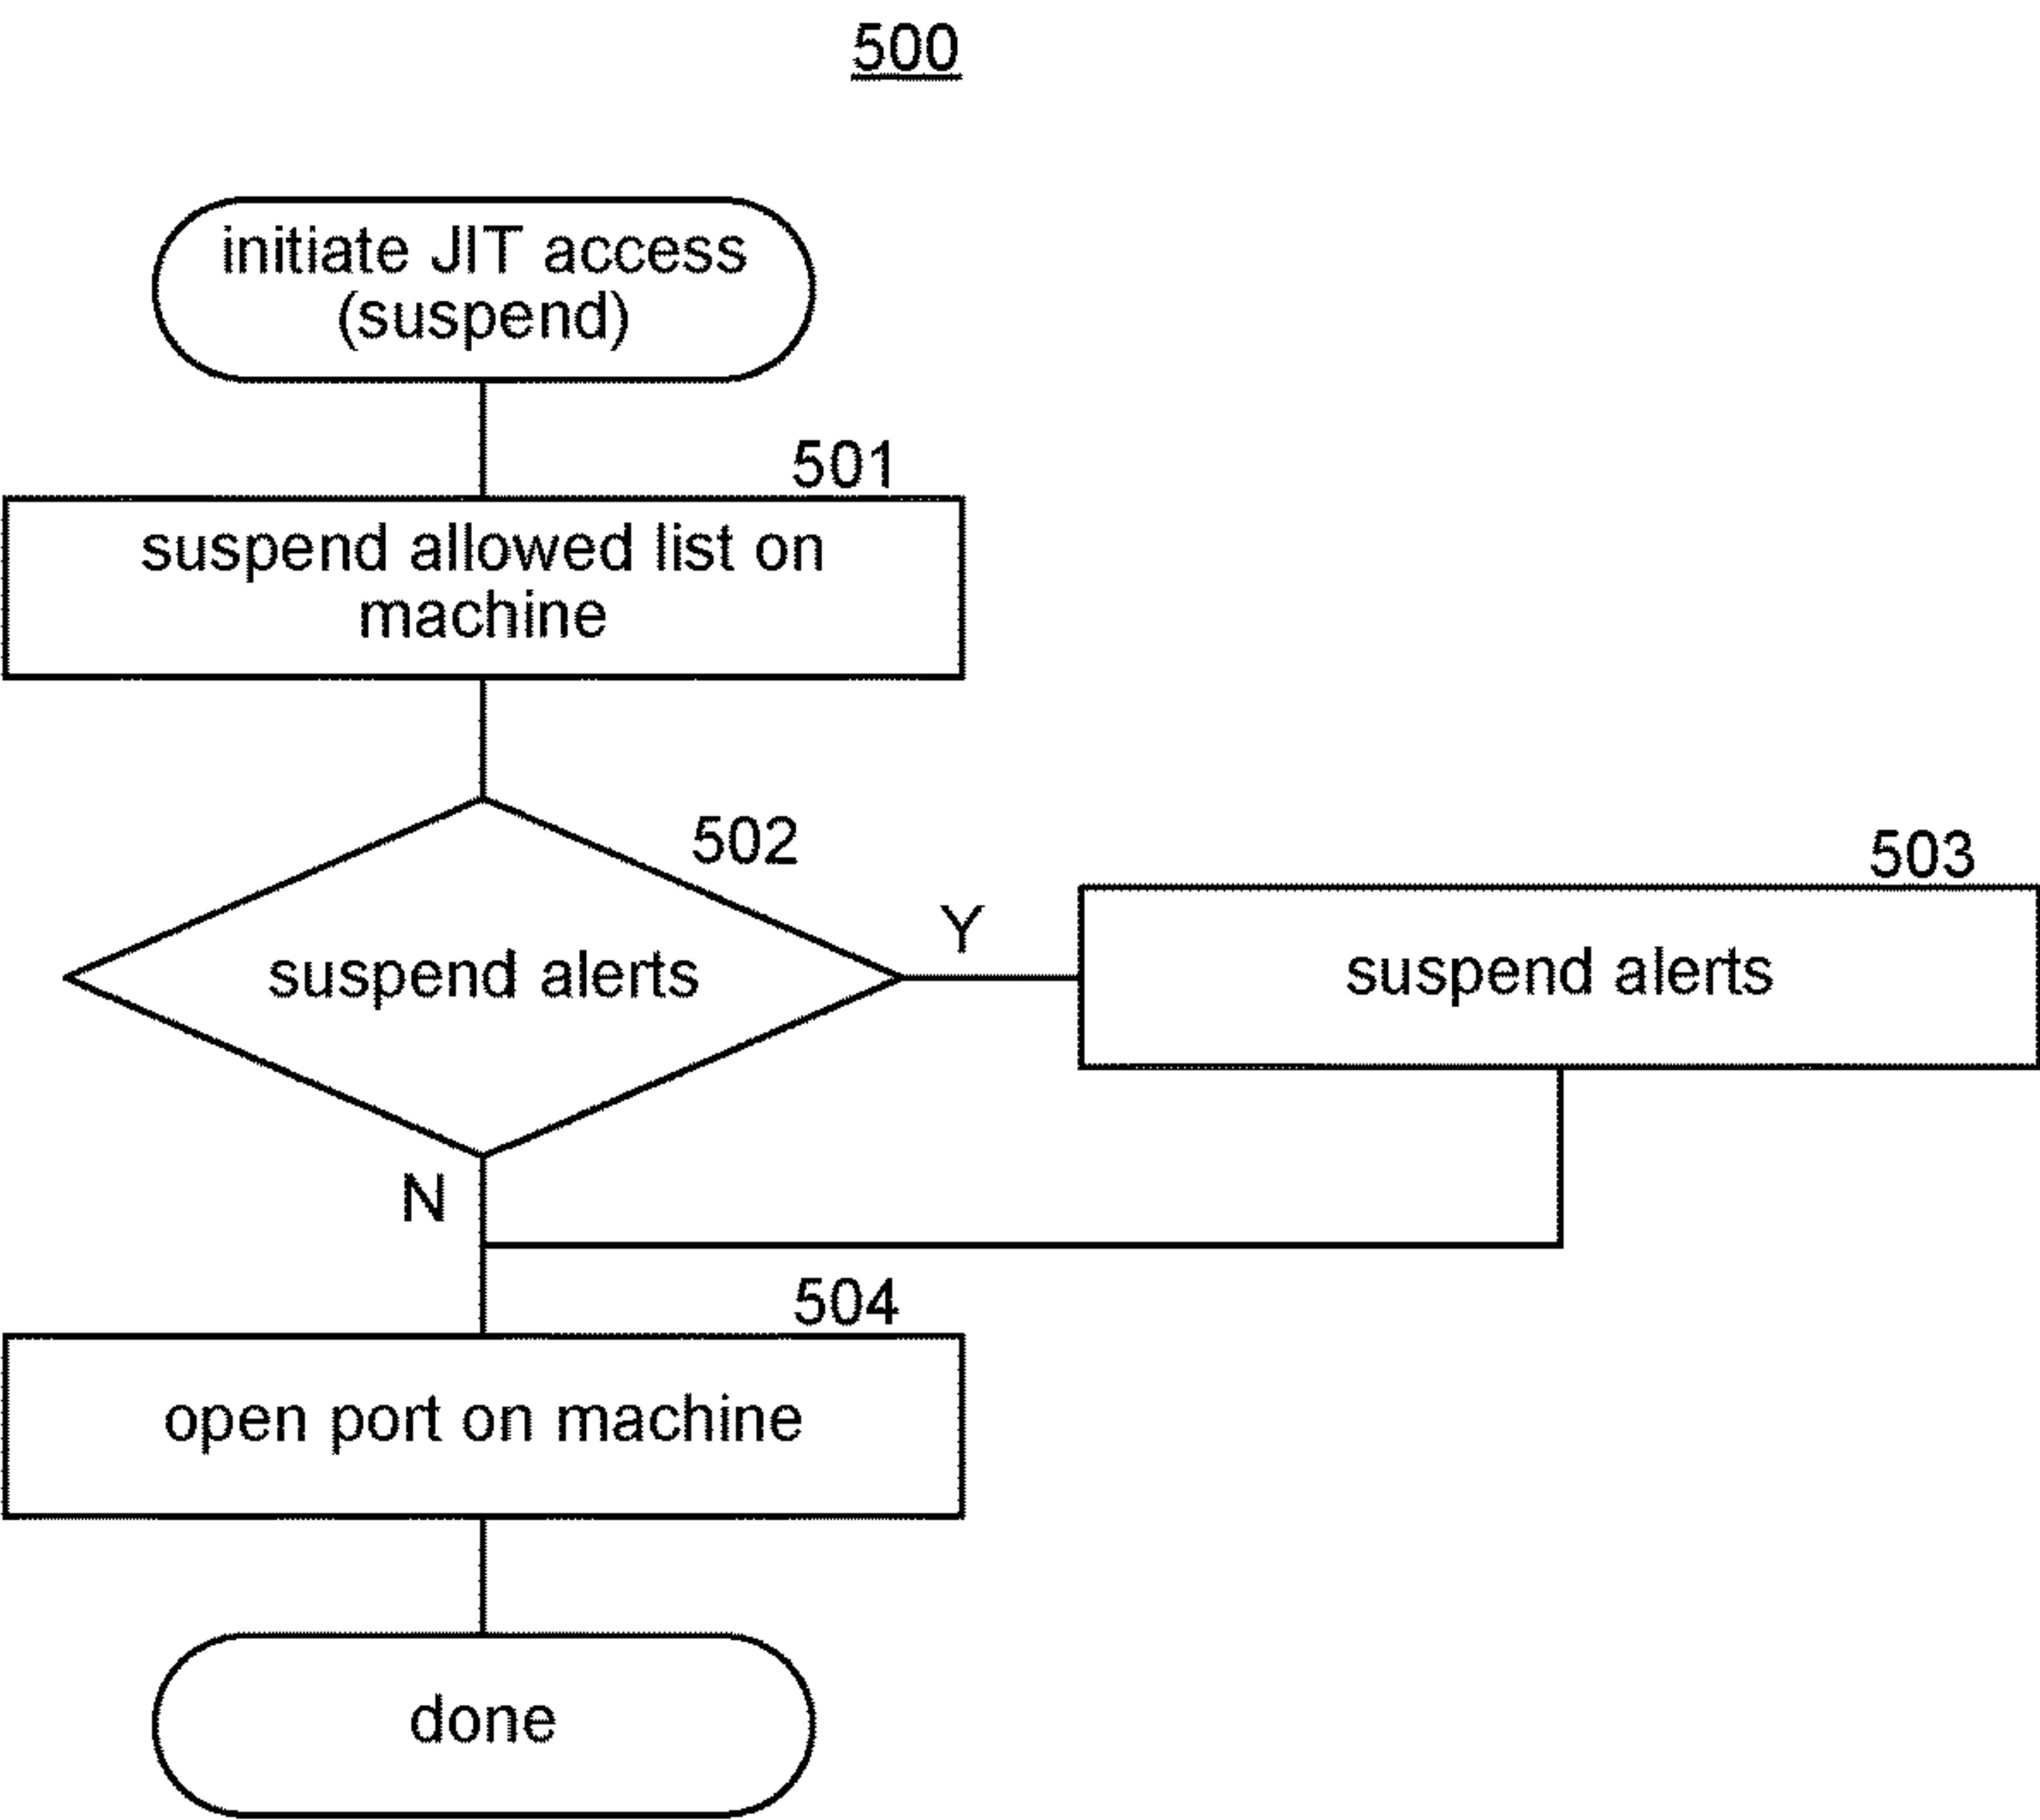 500
initiate JIT access
(suspend)
501
suspend allowed list on
machine
502
suspend alerts
Y
503
suspend alerts
N
504
open port on machine
done